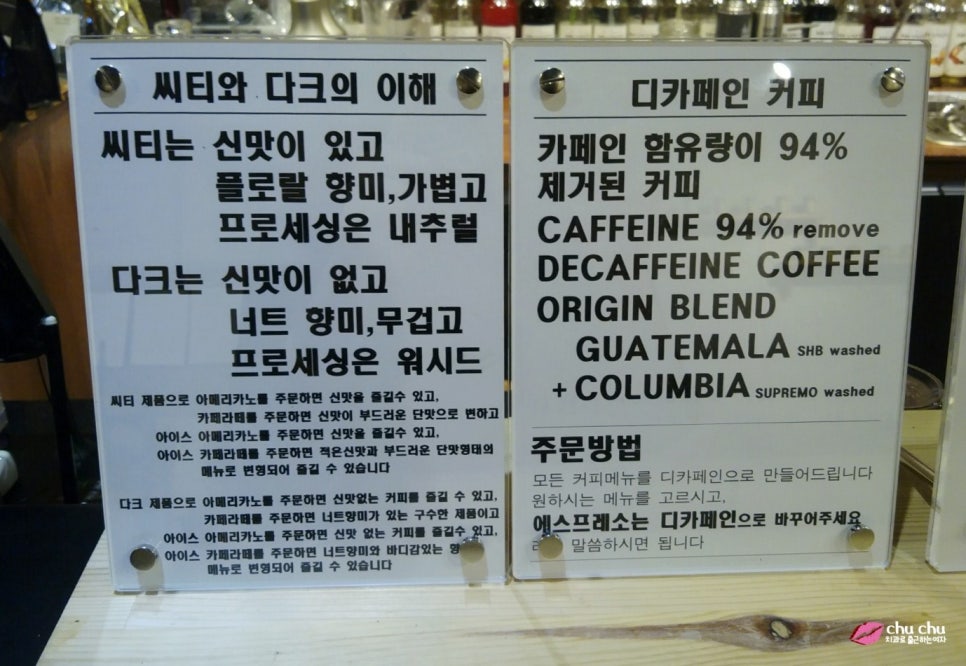 씨티와 다크의 이해
씨티는 신맛이 있고
플로랄 향미,가볍고
프로세싱은 내추럴
다크는 신맛이 없고
너트 향미,무겁고
프로세싱은 워시드
씨티 제품으로 아메리카노를 주문하면 신맛을 즐길수 있고,
카페라떼를 주문하면 신맛이 부드러운 단맛으로 변하고
아이스 아메리카노를 주문하면 신맛을 즐길수 있고,
아이스 카페라떼를 주문하면 적은신맛과 부드러운 단맛형태의
메뉴로 변형되어 즐길 수 있습니다
다크 제품으로 아메리카노를 주문하면 신맛없는 커피를 즐길 수 있고,
카페라떼를 주문하면 너트향미가 있는 구수한 제품이고
아이스 아메리카노를 주문하면 신맛 없는 커피를 즐길수 있고,
아이스 카페라떼를 주문하면 너트향미와 바디감있는
메뉴로 변형되어 즐길 수 있습니다
디카페인 커피
카페인 함유량이 94%
제거된 커피
CAFFEINE 94% remove
DECAFFEINE COFFEE
ORIGIN BLEND
GUATEMALA SHB washed
+ COLUMBIA SUPREMO washed
주문방법
모든 커피메뉴를 디카페인으로 만들어드립니다
원하시는 메뉴를 고르시고,
에스프레소는 디카페인으로 바꾸어주세요
말씀하시면 됩니다
chu chu
치과로 출근하는여자